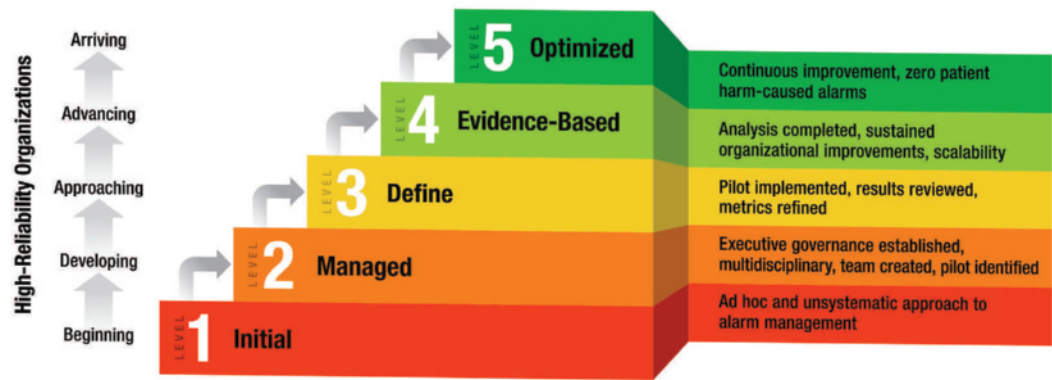 High-Reliability Organizations
Arriving
Advancing
Approaching
Developing
Beginning
LEVEL 5 Optimized
Continuous improvement, zero patient
harm-caused alarms
LEVEL 4 Evidence-Based
Analysis completed, sustained
organizational improvements, scalability
LEVEL 3 Define
Pilot implemented, results reviewed,
metrics refined
LEVEL 2 Managed
Executive governance established,
multidisciplinary, team created, pilot identified
LEVEL 1 Initial
Ad hoc and unsystematic approach to
alarm management